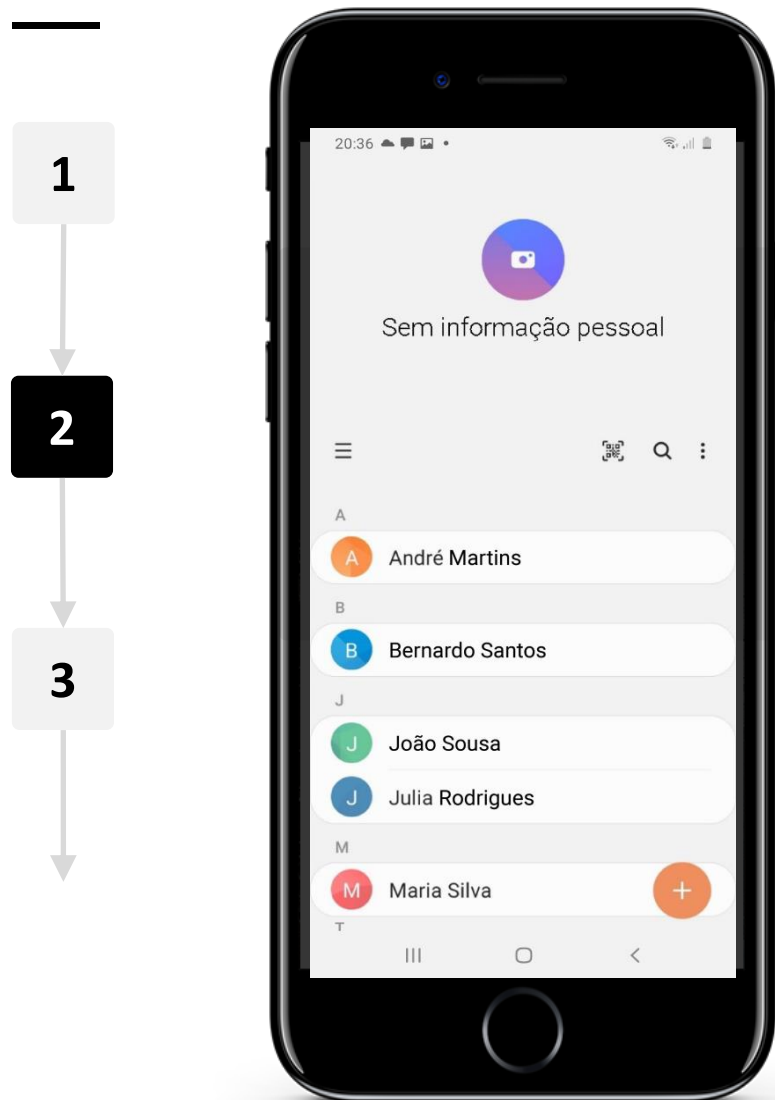 1
2
3
20:36
Sem informação pessoal
A
A André Martins
B
B Bernardo Santos
J
J João Sousa
J Julia Rodrigues
M
M Maria Silva
T